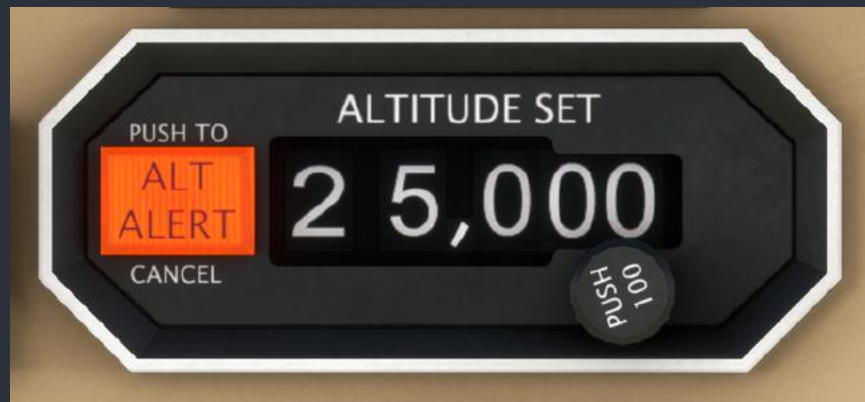 ALTITUDE SET
PUSH TO
ALT
ALERT
CANCEL
2 5,000
PUSH
100